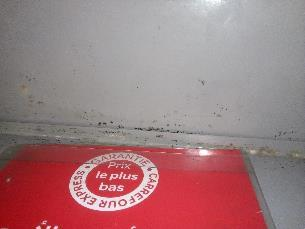 GARANTIE
CARREFOUR EXPRESS
Prix
le plus
bas